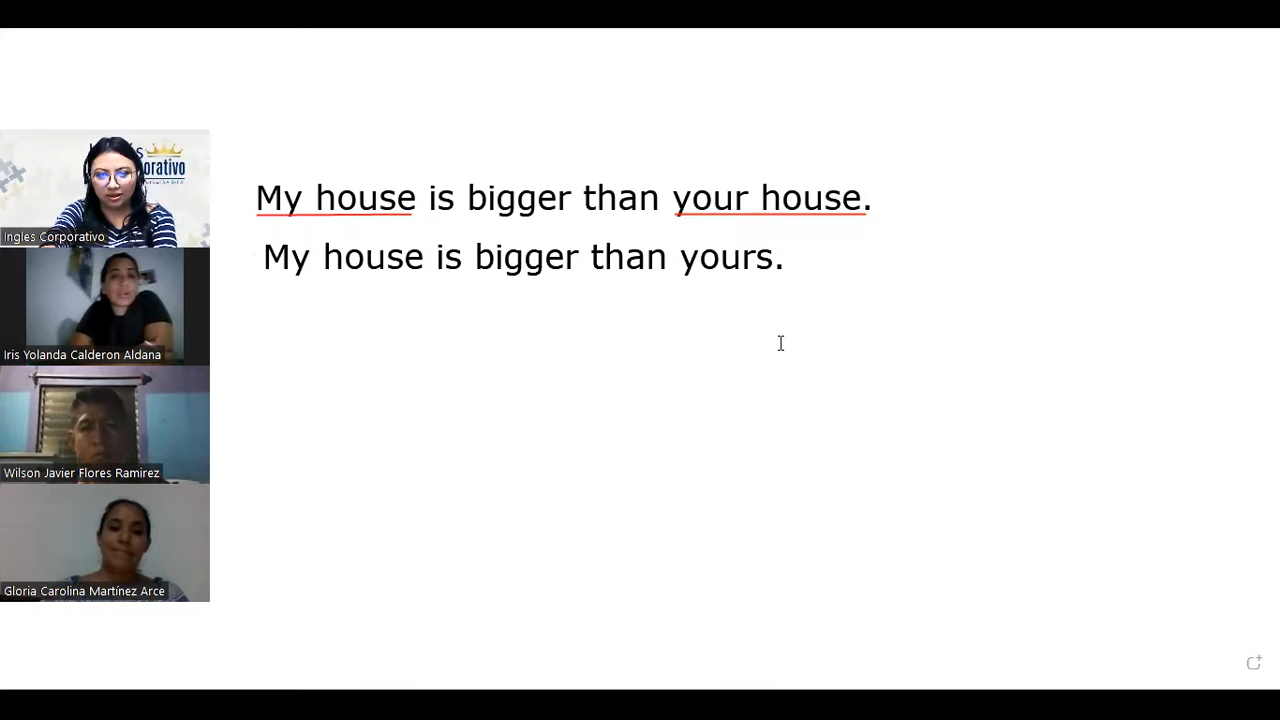 orativo
Ingles Corporativo
Iris Yolanda Calderon Aldana
Wilson Javier Flores Ramirez
Gloria Carolina Martínez Arce
My house is bigger than your house.
My house is bigger than yours.